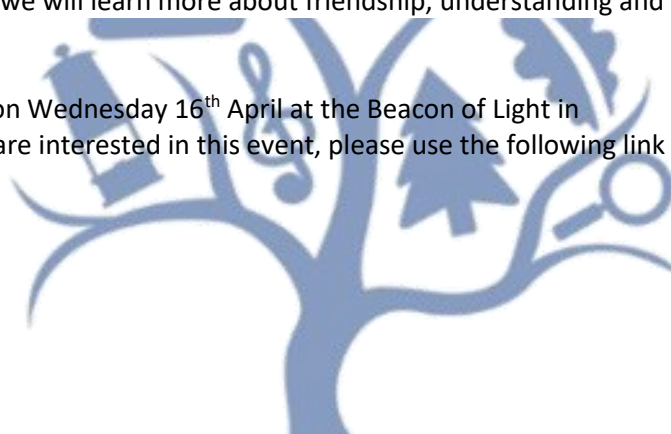 we will learn more about friendship, understanding and
on Wednesday 16th April at the Beacon of Light in
are interested in this event, please use the following link